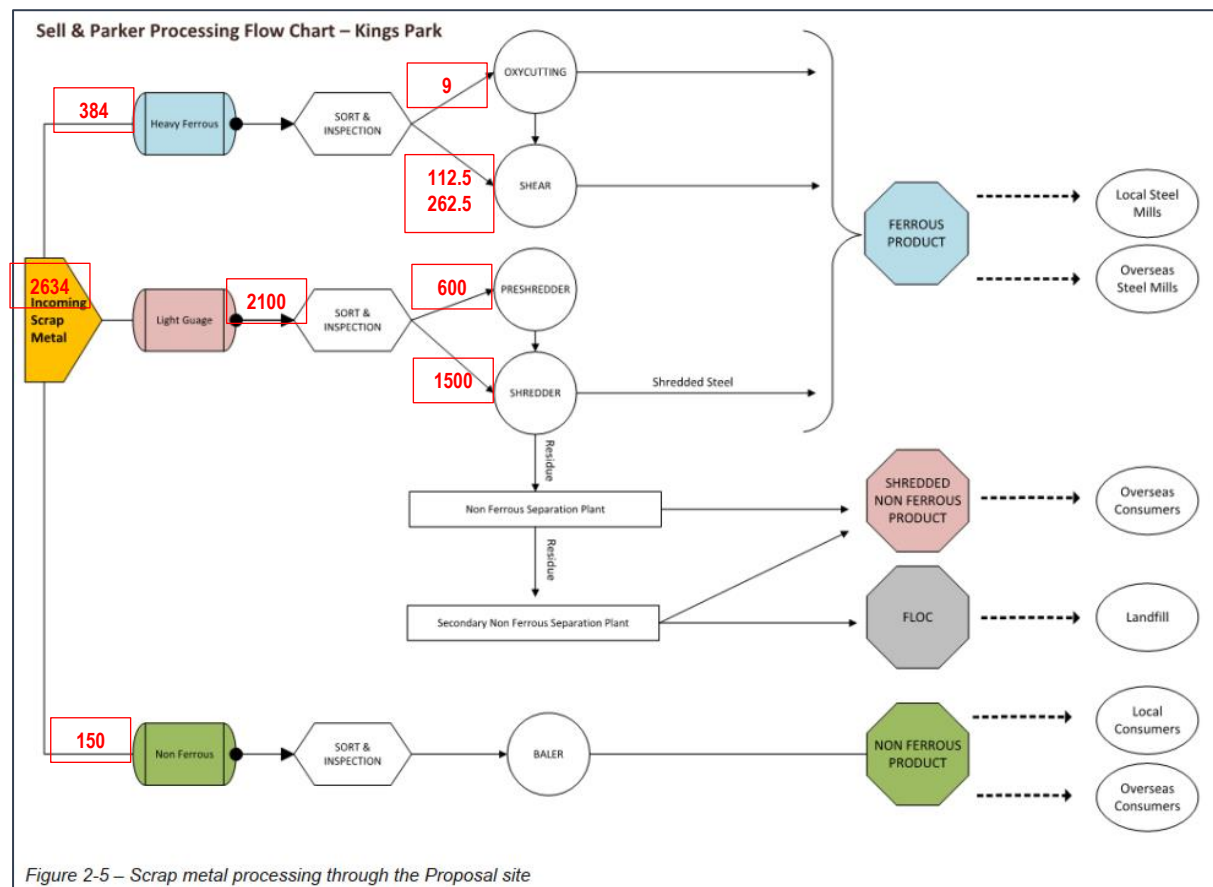 Sell & Parker Processing Flow Chart – Kings Park
384
Heavy Ferrous
SORT &
INSPECTION
9
OXYCUTTING
112.5
262.5
SHEAR
FERROUS
PRODUCT
Local Steel
Mills
Overseas
Steel Mills
2634
Incoming
Scrap
Metal
Light Guage
2100
SORT &
INSPECTION
600
PRESHREDDER
1500
SHREDDER
Shredded Steel
Residue
Non Ferrous Separation Plant
SHREDDED
NON FERROUS
PRODUCT
Overseas
Consumers
Residue
Secondary Non Ferrous Separation Plant
FLOC
Landfill
150
Non Ferrous
SORT &
INSPECTION
BALER
NON FERROUS
PRODUCT
Local
Consumers
Overseas
Consumers
Figure 2-5 – Scrap metal processing through the Proposal site